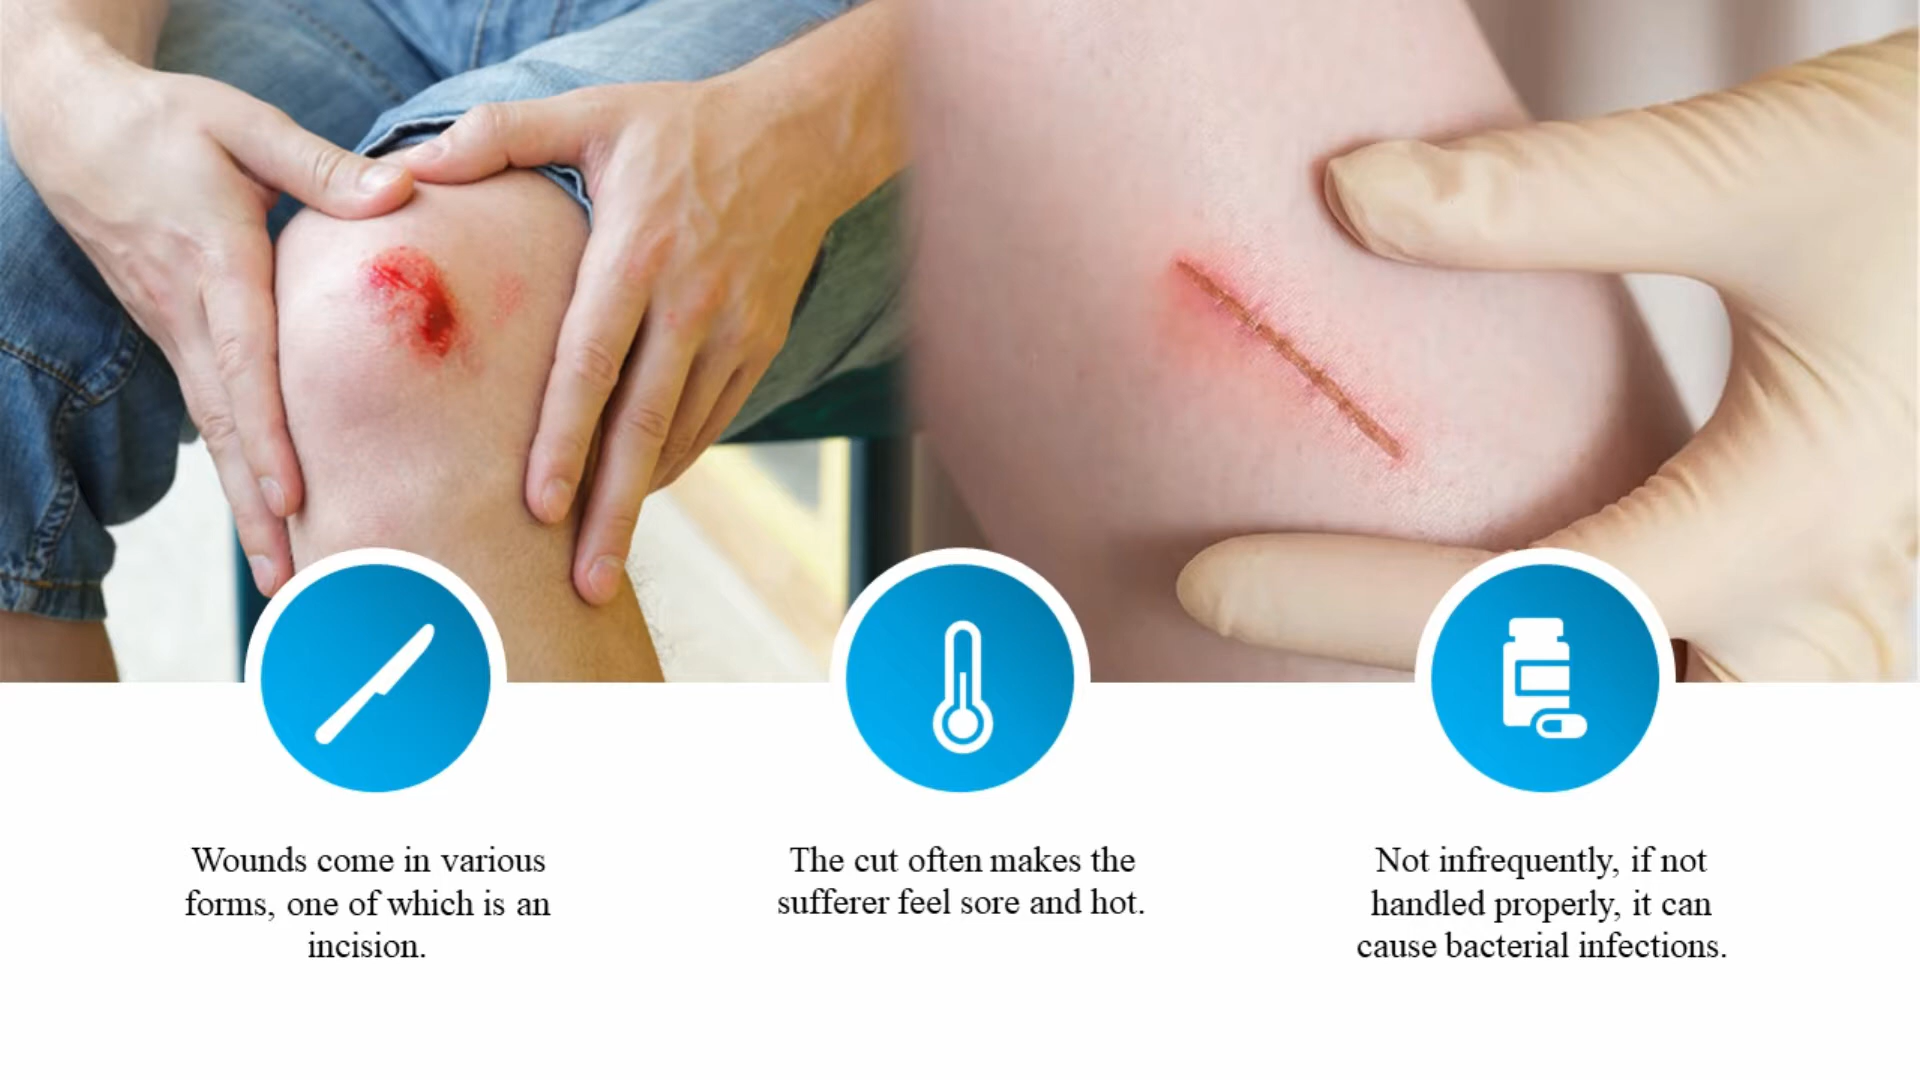 Wounds come in various
forms, one of which is an
incision.
The cut often makes the
sufferer feel sore and hot.
Not infrequently, if not
handled properly, it can
cause bacterial infections.